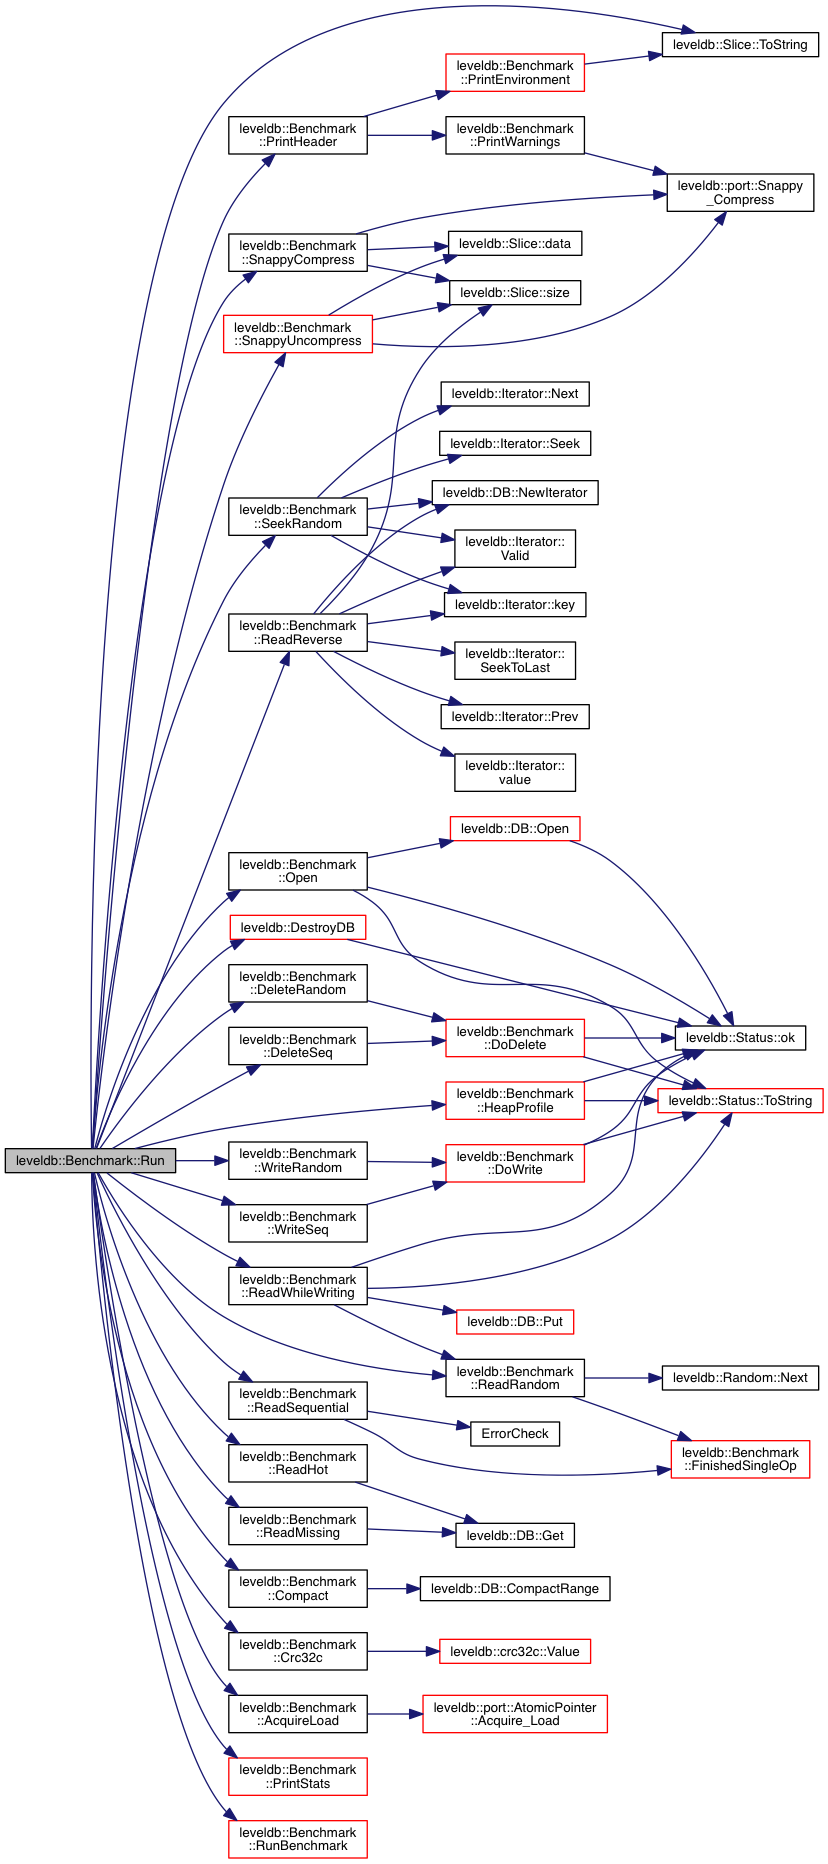 leveldb::Slice::ToString
leveldb::Benchmark
::PrintEnvironment
leveldb::Benchmark
::PrintHeader
leveldb::Benchmark
::PrintWarnings
leveldb::port::Snappy
_Compress
leveldb::Benchmark
::SnappyCompress
leveldb::Slice::data
leveldb::Slice::size
leveldb::Benchmark
::SnappyUncompress
leveldb::Iterator::Next
leveldb::Iterator::Seek
leveldb::DB::NewIterator
leveldb::Benchmark
::SeekRandom
leveldb::Iterator::
Valid
leveldb::Iterator::key
leveldb::Benchmark
::ReadReverse
leveldb::Iterator::
SeekToLast
leveldb::Iterator::Prev
leveldb::Iterator::
value
leveldb::DB::Open
leveldb::Benchmark
::Open
leveldb::DestroyDB
leveldb::Benchmark
::DeleteRandom
leveldb::Benchmark
::DoDelete
leveldb::Status::ok
leveldb::Benchmark
::DeleteSeq
leveldb::Benchmark
::HeapProfile
leveldb::Status::ToString
leveldb::Benchmark::Run
leveldb::Benchmark
::WriteRandom
leveldb::Benchmark
::DoWrite
leveldb::Benchmark
::WriteSeq
leveldb::Benchmark
::ReadWhileWriting
leveldb::DB::Put
leveldb::Benchmark
::ReadRandom
leveldb::Random::Next
leveldb::Benchmark
::ReadSequential
ErrorCheck
leveldb::Benchmark
::FinishedSingleOp
leveldb::Benchmark
::ReadHot
leveldb::Benchmark
::ReadMissing
leveldb::DB::Get
leveldb::Benchmark
::Compact
leveldb::DB::CompactRange
leveldb::Benchmark
::Crc32c
leveldb::crc32c::Value
leveldb::Benchmark
::AcquireLoad
leveldb::port::AtomicPointer
::Acquire_Load
leveldb::Benchmark
::PrintStats
leveldb::Benchmark
::RunBenchmark